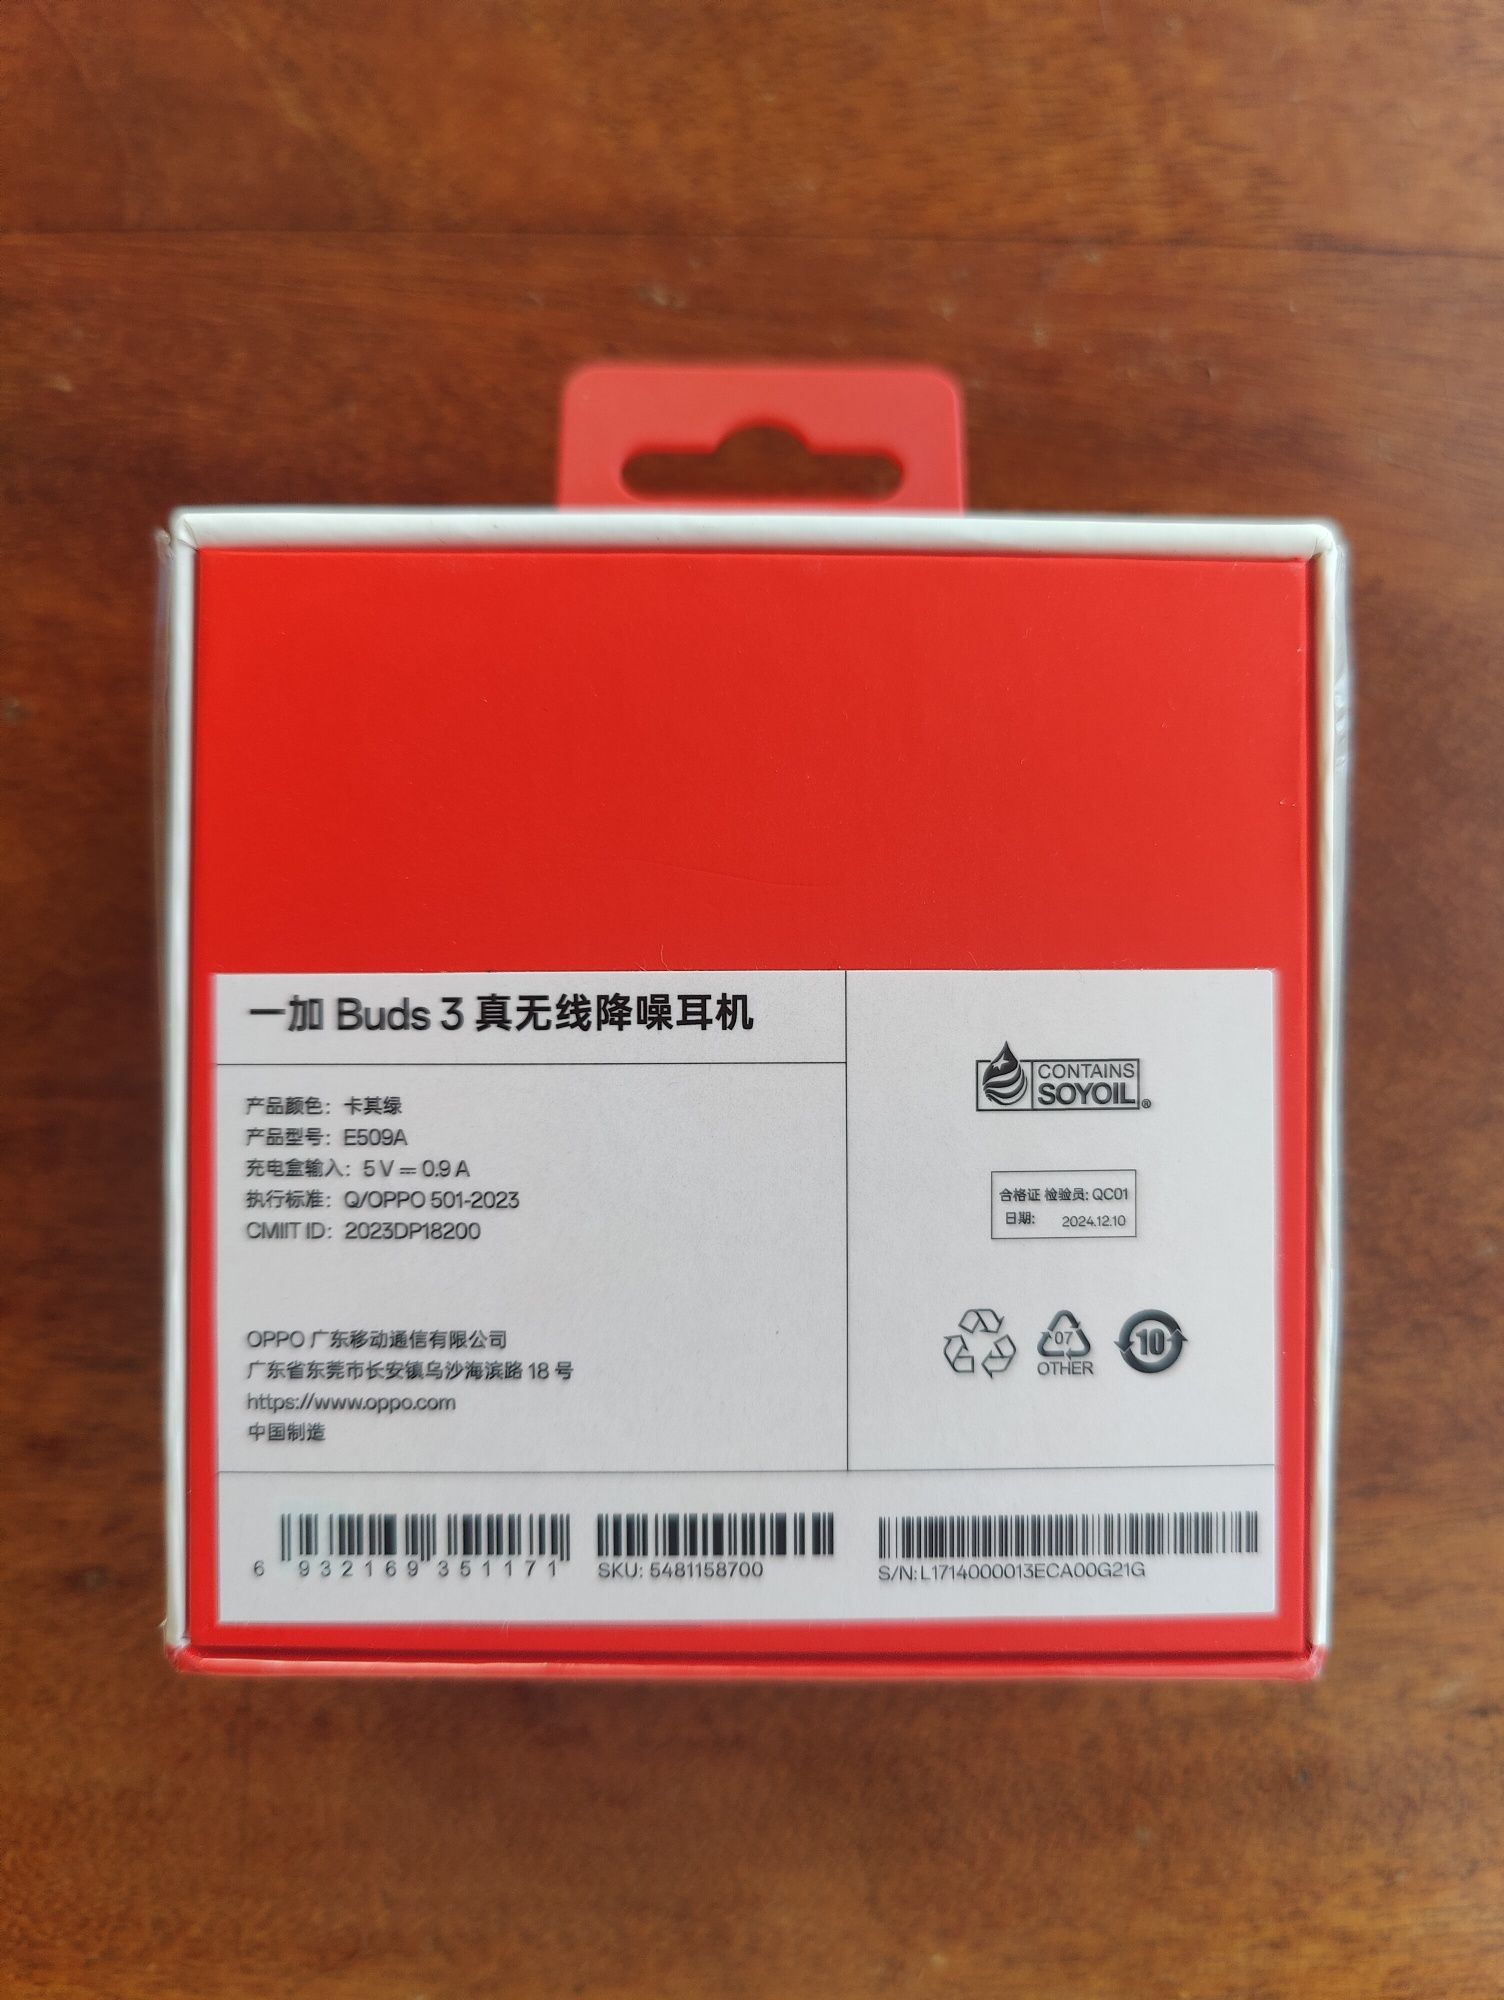 一加 Buds 3 真无线降噪耳机
产品颜色：卡其绿
产品型号：E509A
充电盒输入：5 V ⎓ 0.9 A
执行标准：Q/OPPO 501-2023
CMIIT ID：2023DP18200
OPPO 广东移动通信有限公司
广东省东莞市长安镇乌沙海滨路 18 号
https://www.oppo.com
中国制造
CONTAINS
SOYOIL®
合格证 检验员: QC01
日期: 2024.12.10
07
OTHER
10
6 932169 351171
SKU: 5481158700
S/N: L1714000013ECA00G21G